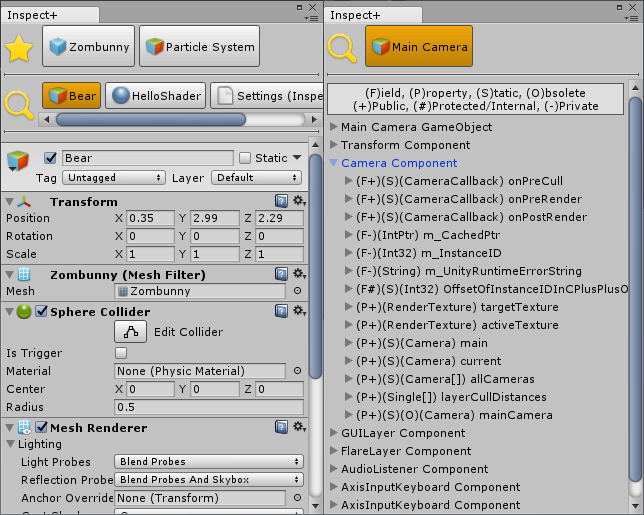 Inspect+
Zombunny
Particle System
Bear
HelloShader
Settings (Inspe
Bear
Static
Tag Untagged Layer Default
Transform
Position X 0.35 Y 2.99 Z 2.29
Rotation X 0 Y 0 Z 0
Scale X 1 Y 1 Z 1
Zombunny (Mesh Filter)
Mesh Zombunny
Sphere Collider
Edit Collider
Is Trigger
Material None (Physic Material)
Center X 0 Y 0 Z 0
Radius 0.5
Mesh Renderer
Lighting
Light Probes Blend Probes
Reflection Probe Blend Probes And Skybox
Anchor Override None (Transform)
Inspect+
Main Camera
(F)ield, (P)roperty, (S)tatic, (O)bsolete
(+)Public, (#)Protected/Internal, (-)Private
Main Camera GameObject
Transform Component
Camera Component
(F+)(S)(CameraCallback) onPreCull
(F+)(S)(CameraCallback) onPreRender
(F+)(S)(CameraCallback) onPostRender
(F-)(IntPtr) m_CachedPtr
(F-)(Int32) m_InstanceID
(F-)(String) m_UnityRuntimeErrorString
(F#)(S)(Int32) OffsetOfInstanceIDInCPlusPlusO
(P+)(RenderTexture) targetTexture
(P+)(RenderTexture) activeTexture
(P+)(S)(Camera) main
(P+)(S)(Camera) current
(P+)(S)(Camera[]) allCameras
(P+)(Single[]) layerCullDistances
(P+)(S)(O)(Camera) mainCamera
GUILayer Component
FlareLayer Component
AudioListener Component
AxisInputKeyboard Component
AxisInputKeyboard Component